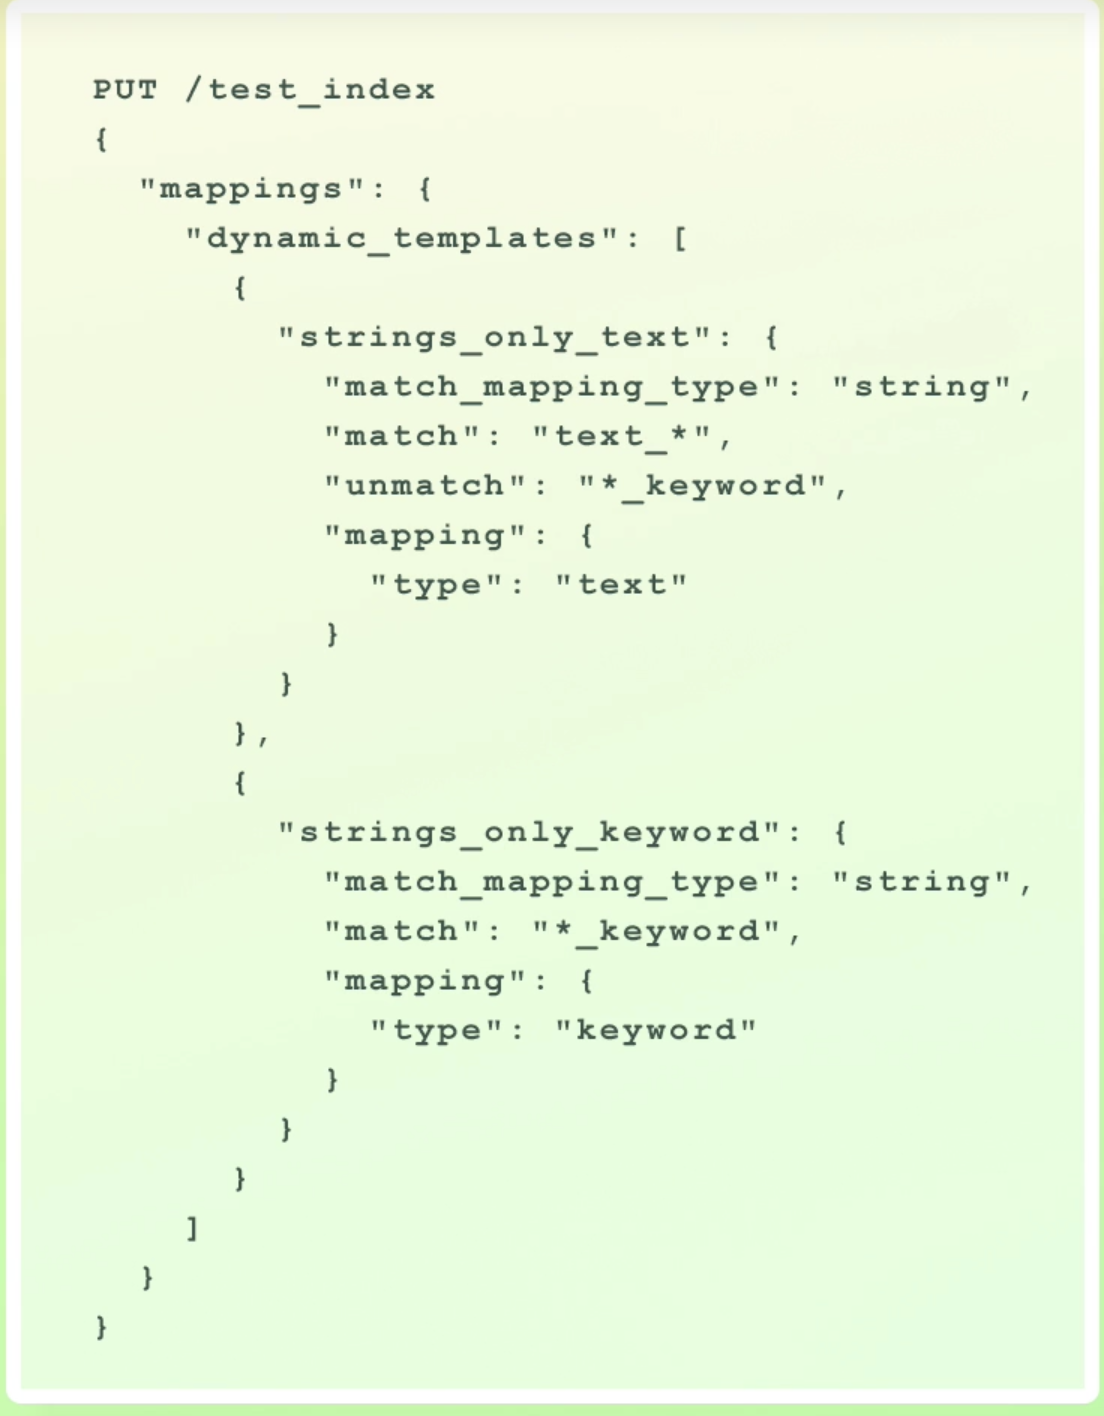 PUT /test_index
{
  "mappings": {
    "dynamic_templates": [
      {
        "strings_only_text": {
          "match_mapping_type": "string",
          "match": "text_*",
          "unmatch": "*_keyword",
          "mapping": {
            "type": "text"
          }
        }
      },
      {
        "strings_only_keyword": {
          "match_mapping_type": "string",
          "match": "*_keyword",
          "mapping": {
            "type": "keyword"
          }
        }
      }
    ]
  }
}